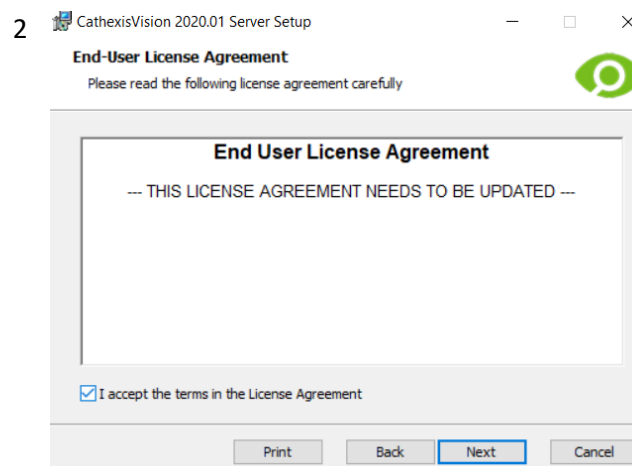 2
CathexisVision 2020.01 Server Setup
End-User License Agreement
Please read the following license agreement carefully
End User License Agreement
--- THIS LICENSE AGREEMENT NEEDS TO BE UPDATED ---
I accept the terms in the License Agreement
Print Back Next Cancel